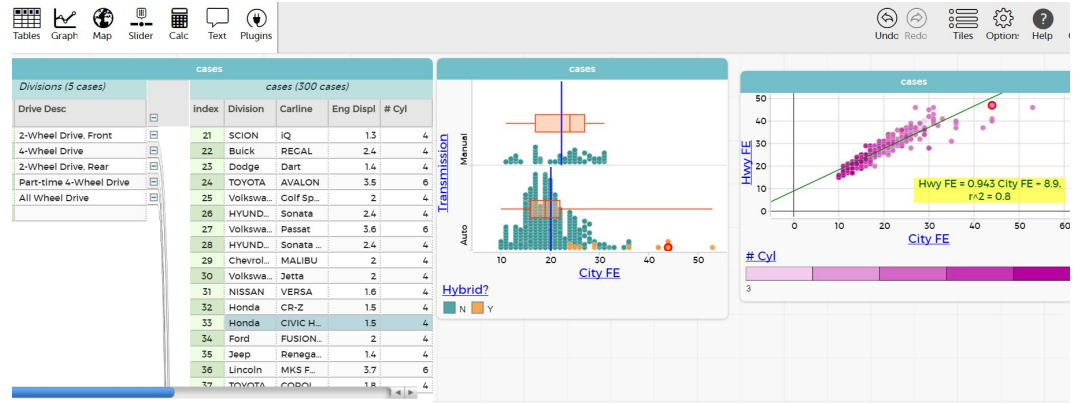 Tables Graph Map Slider Calc Text Plugins
Undo Redo Tiles Options Help
cases
Divisions (5 cases)
cases (300 cases)
Drive Desc
index Division Carline Eng Displ # Cyl
2-Wheel Drive, Front
4-Wheel Drive
2-Wheel Drive, Rear
Part-time 4-Wheel Drive
All Wheel Drive
21 SCION iQ 1.3 4
22 Buick REGAL 2.4 4
23 Dodge Dart 1.4 4
24 TOYOTA AVALON 3.5 6
25 Volkswa... Golf Sp... 2 4
26 HYUND... Sonata 2.4 4
27 Volkswa... Passat 3.6 6
28 HYUND... Sonata ... 2.4 4
29 Chevrol... MALIBU 2 4
30 Volkswa... Jetta 2 4
31 NISSAN VERSA 1.6 4
32 Honda CR-Z 1.5 4
33 Honda CIVIC H... 1.5 4
34 Ford FUSION... 2 4
35 Jeep Renega... 1.4 4
36 Lincoln MKS F... 3.7 6
37 TOYOTA COROL... 1.8 4
cases
Transmission
Manual
Auto
10 20 30 40 50
City FE
Hybrid?
N Y
cases
Hwy FE
50
40
30
20
10
0
Hwy FE = 0.943 City FE + 8.9.
r^2 = 0.8
0 10 20 30 40 50 60
City FE
# Cyl
3